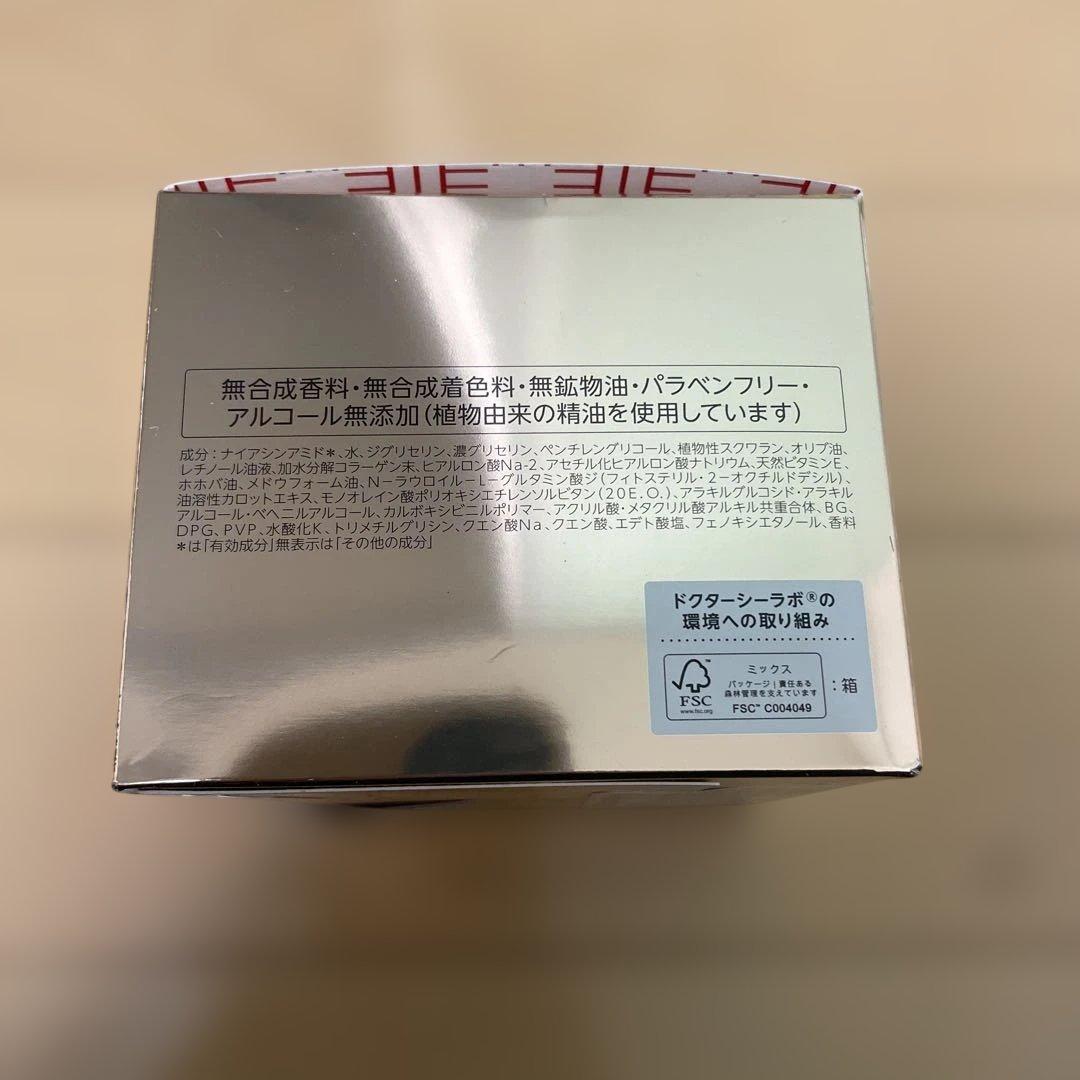 無合成香料・無合成着色料・無鉱物油・パラベンフリー・
アルコール無添加(植物由来の精油を使用しています)
成分：ナイアシンアミド＊、水、ジグリセリン、濃グリセリン、ペンチレングリコール、植物性スクワラン、オリブ油、
レチノール油液、加水分解コラーゲン末、ヒアルロン酸Na-2、アセチル化ヒアルロン酸ナトリウム、天然ビタミンE、
ホホバ油、メドウフォーム油、N－ラウロイル－L－グルタミン酸ジ(フィトステリル・2－オクチルドデシル)、
油溶性カロットエキス、モノオレイン酸ポリオキシエチレンソルビタン(20E.O.)、アラキルグルコシド・アラキル
アルコール・ベヘニルアルコール、カルボキシビニルポリマー、アクリル酸・メタクリル酸アルキル共重合体、BG、
DPG、PVP、水酸化K、トリメチルグリシン、クエン酸Na、クエン酸、エデト酸塩、フェノキシエタノール、香料
＊は「有効成分」無表示は「その他の成分」
ドクターシーラボ®の
環境への取り組み
FSC
www.fsc.org
ミックス
パッケージ|責任ある
森林管理を支えています
FSC™ C004049
：箱